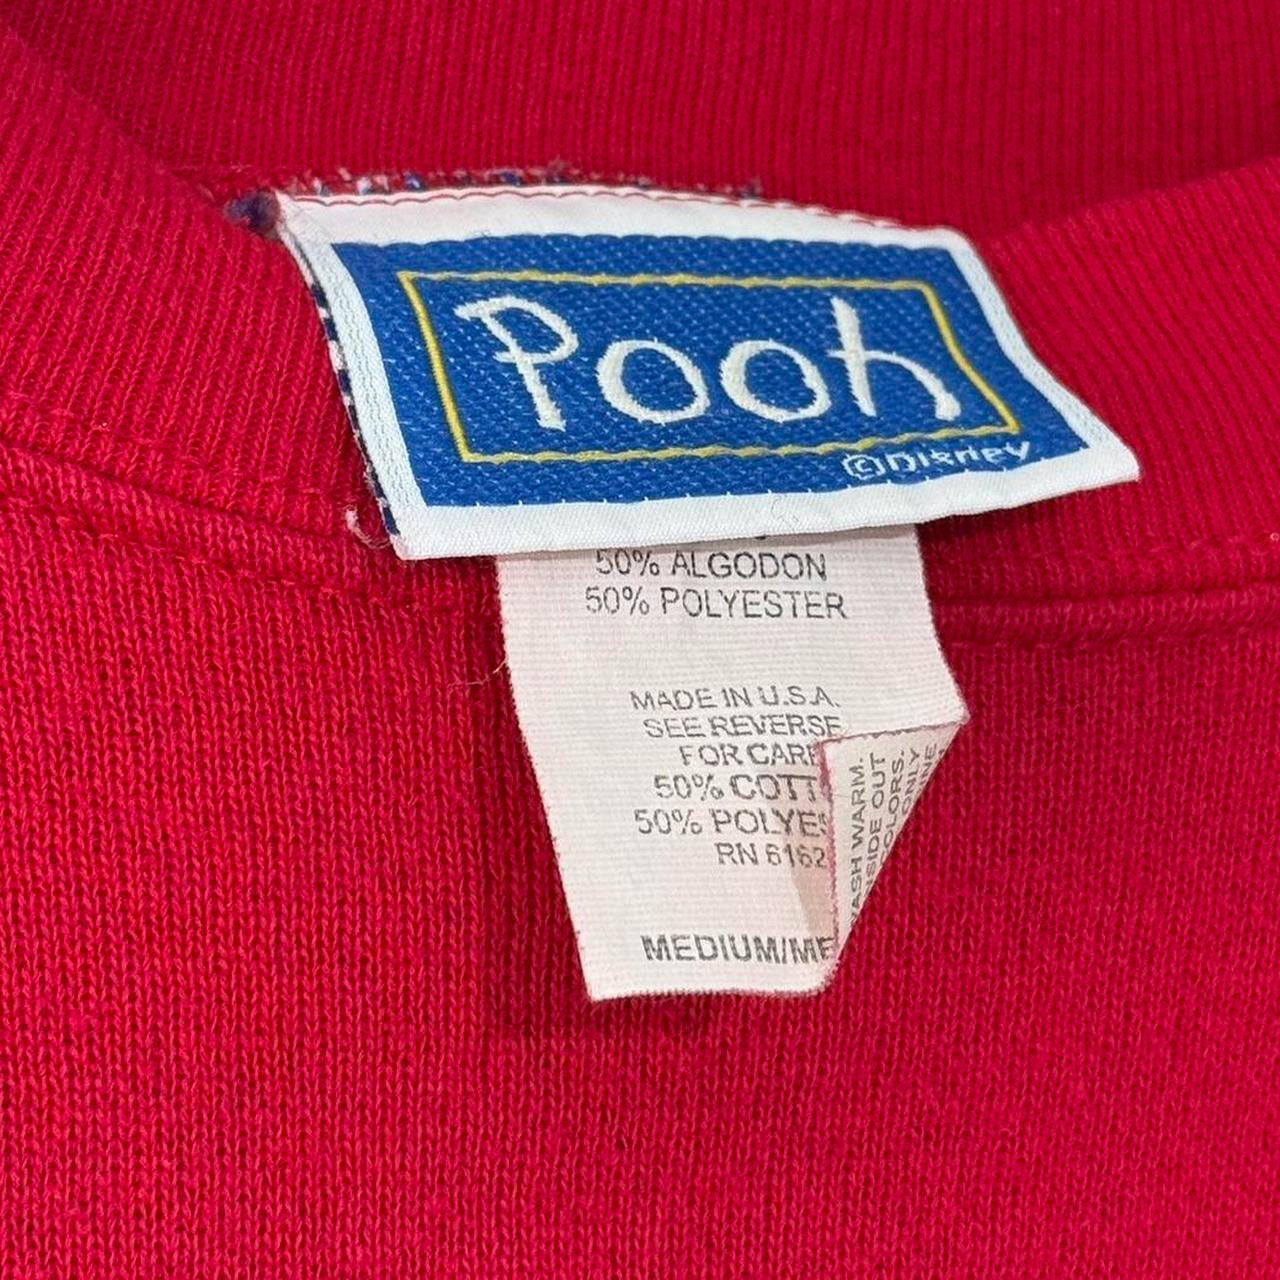 Pooh
©Disney
50% ALGODON
50% POLYESTER
MADE IN U.S.A.
SEE REVERSE
FOR CARE
50% COTT
50% POLYES
RN 6162
MEDIUM/ME
WASH WARM.
INSIDE OUT
COLORS.
ONLY